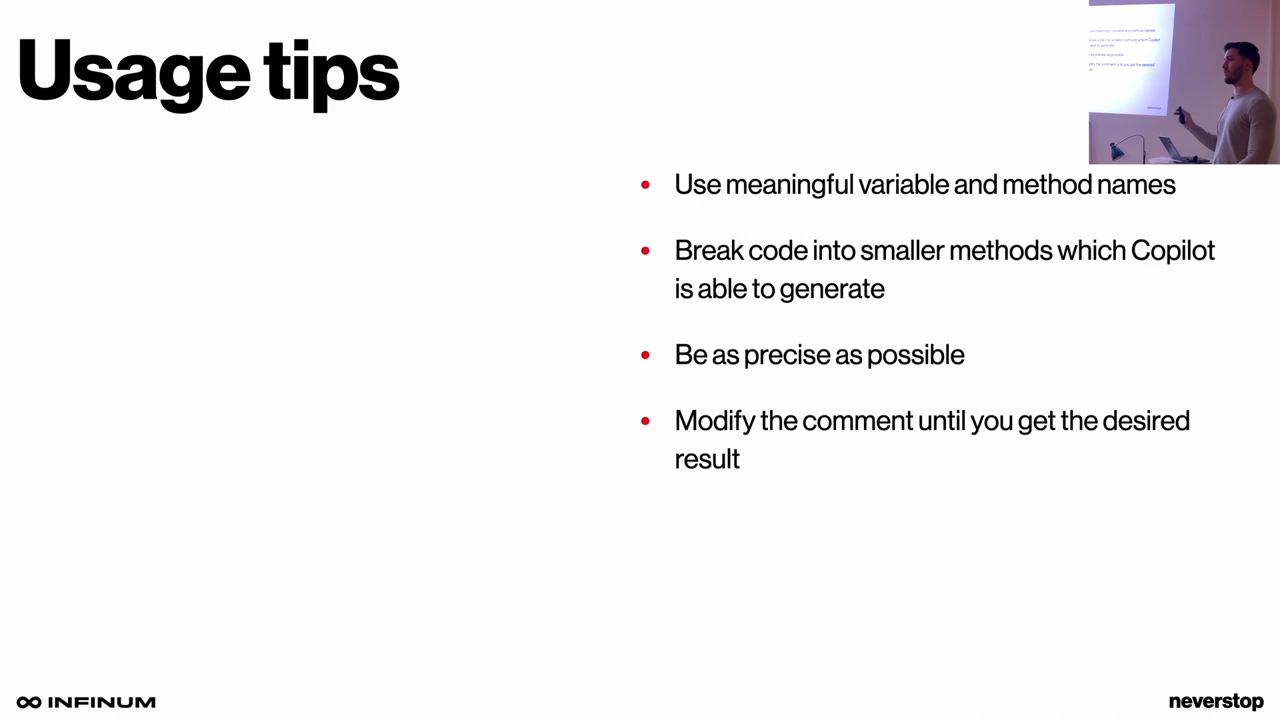 Usage tips
Use meaningful variable and method names
Break code into smaller methods which Copilot
is able to generate
Be as precise as possible
Modify the comment until you get the desired
result
INFINUM
neverstop